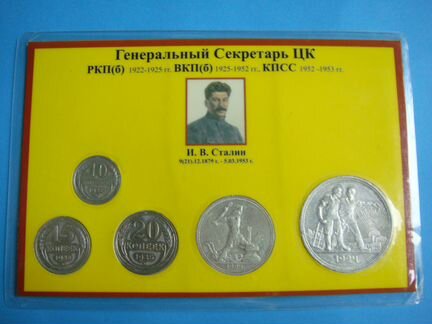 Генеральный Секретарь ЦК
РКП(б) 1922-1925 гг. ВКП(б) 1925-1952 гг., КПСС 1952 -1953 гг.
И. В. Сталин
9(21).12.1879 г. - 5.03.1953 г.
10
15
КОПЕЕК
20
КОПЕЕК
1924